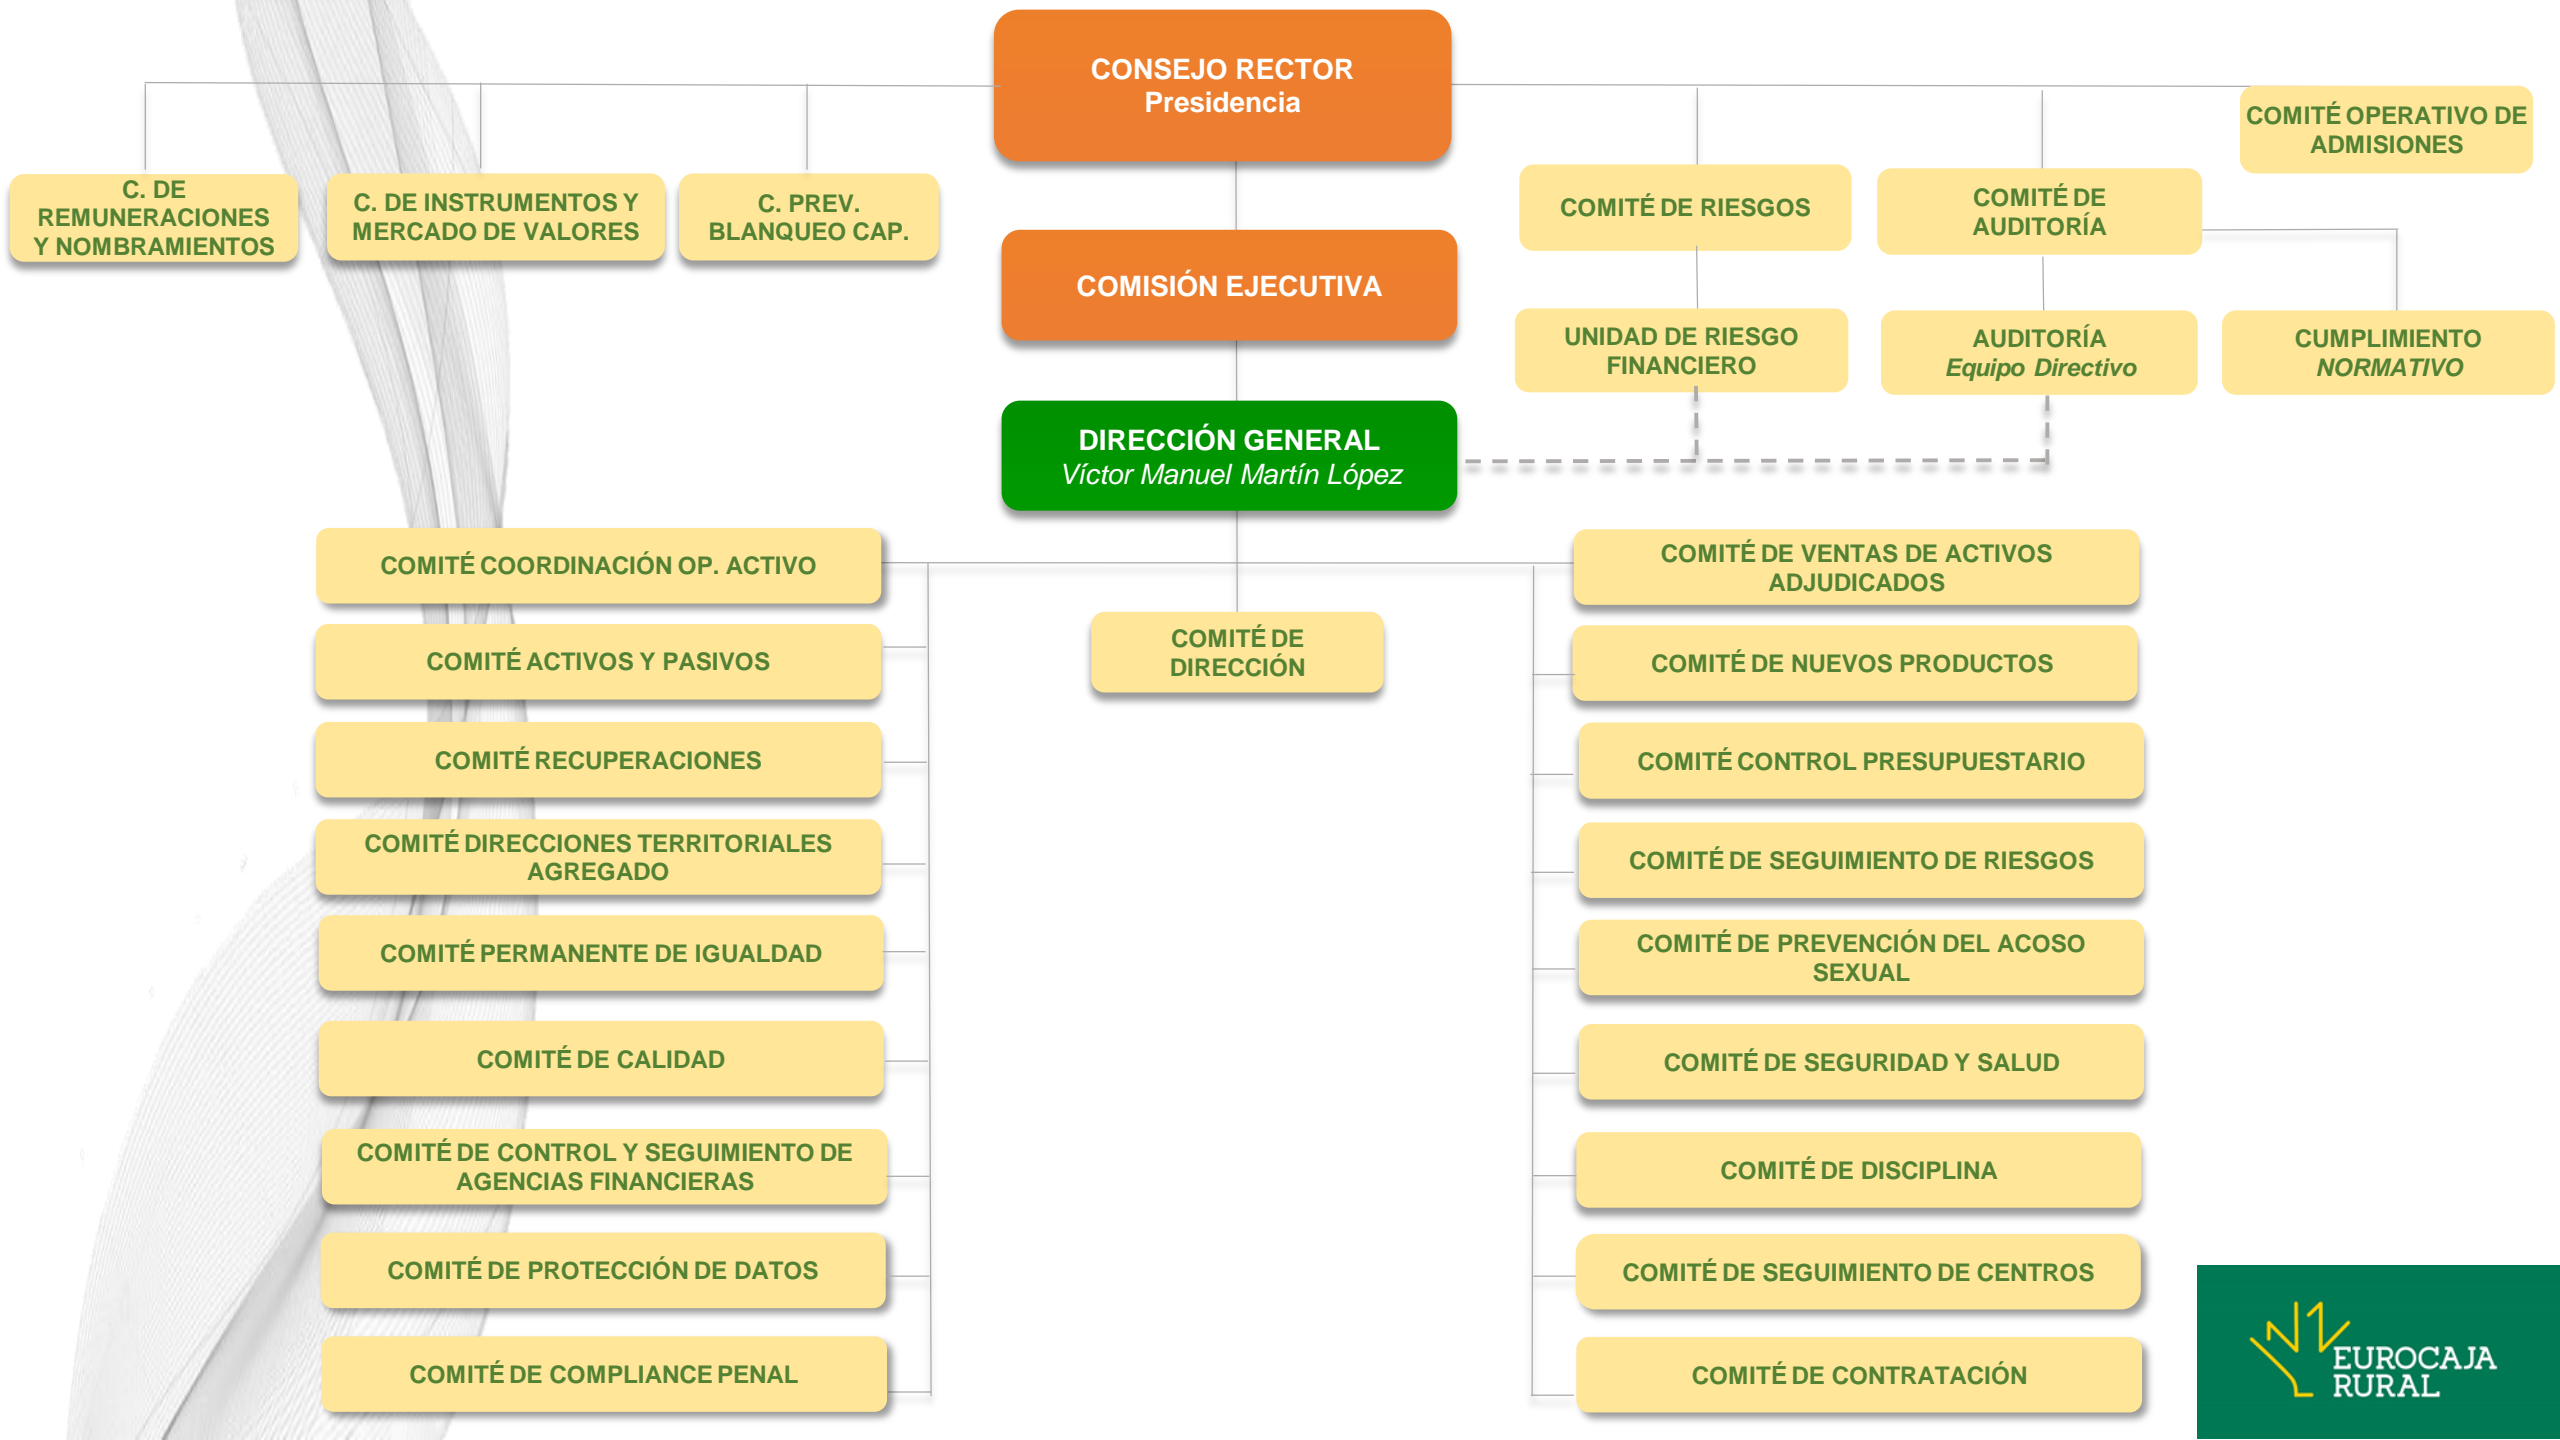 CONSEJO RECTOR
Presidencia
COMITÉ OPERATIVO DE
ADMISIONES
C. DE
REMUNERACIONES
Y NOMBRAMIENTOS
C. DE INSTRUMENTOS Y
MERCADO DE VALORES
C. PREV.
BLANQUEO CAP.
COMITÉ DE RIESGOS
COMITÉ DE
AUDITORÍA
COMISIÓN EJECUTIVA
UNIDAD DE RIESGO
FINANCIERO
AUDITORÍA
Equipo Directivo
CUMPLIMIENTO
NORMATIVO
DIRECCIÓN GENERAL
Víctor Manuel Martín López
COMITÉ COORDINACIÓN OP. ACTIVO
COMITÉ ACTIVOS Y PASIVOS
COMITÉ RECUPERACIONES
COMITÉ DIRECCIONES TERRITORIALES
AGREGADO
COMITÉ PERMANENTE DE IGUALDAD
COMITÉ DE CALIDAD
COMITÉ DE CONTROL Y SEGUIMIENTO DE
AGENCIAS FINANCIERAS
COMITÉ DE PROTECCIÓN DE DATOS
COMITÉ DE COMPLIANCE PENAL
COMITÉ DE
DIRECCIÓN
COMITÉ DE VENTAS DE ACTIVOS
ADJUDICADOS
COMITÉ DE NUEVOS PRODUCTOS
COMITÉ CONTROL PRESUPUESTARIO
COMITÉ DE SEGUIMIENTO DE RIESGOS
COMITÉ DE PREVENCIÓN DEL ACOSO
SEXUAL
COMITÉ DE SEGURIDAD Y SALUD
COMITÉ DE DISCIPLINA
COMITÉ DE SEGUIMIENTO DE CENTROS
COMITÉ DE CONTRATACIÓN
EUROCAJA
RURAL